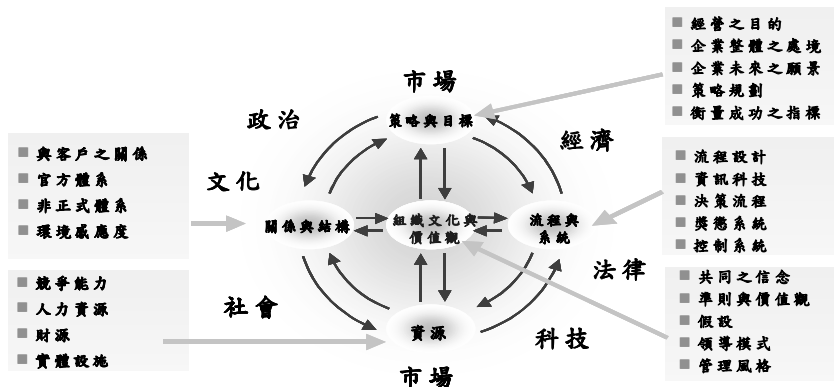 經營之目的
企業整體之處境
企業未來之願景
策略規劃
衡量成功之指標
市場
政治
策略與目標
經濟
與客戶之關係
官方體系
非正式體系
環境感應度
文化
流程設計
資訊科技
決策流程
獎懲系統
控制系統
關係與結構
組織文化與
價值觀
流程與
系統
法律
競爭能力
人力資源
財源
實體設施
社會
資源
科技
共同之信念
準則與價值觀
假設
領導模式
管理風格
市場